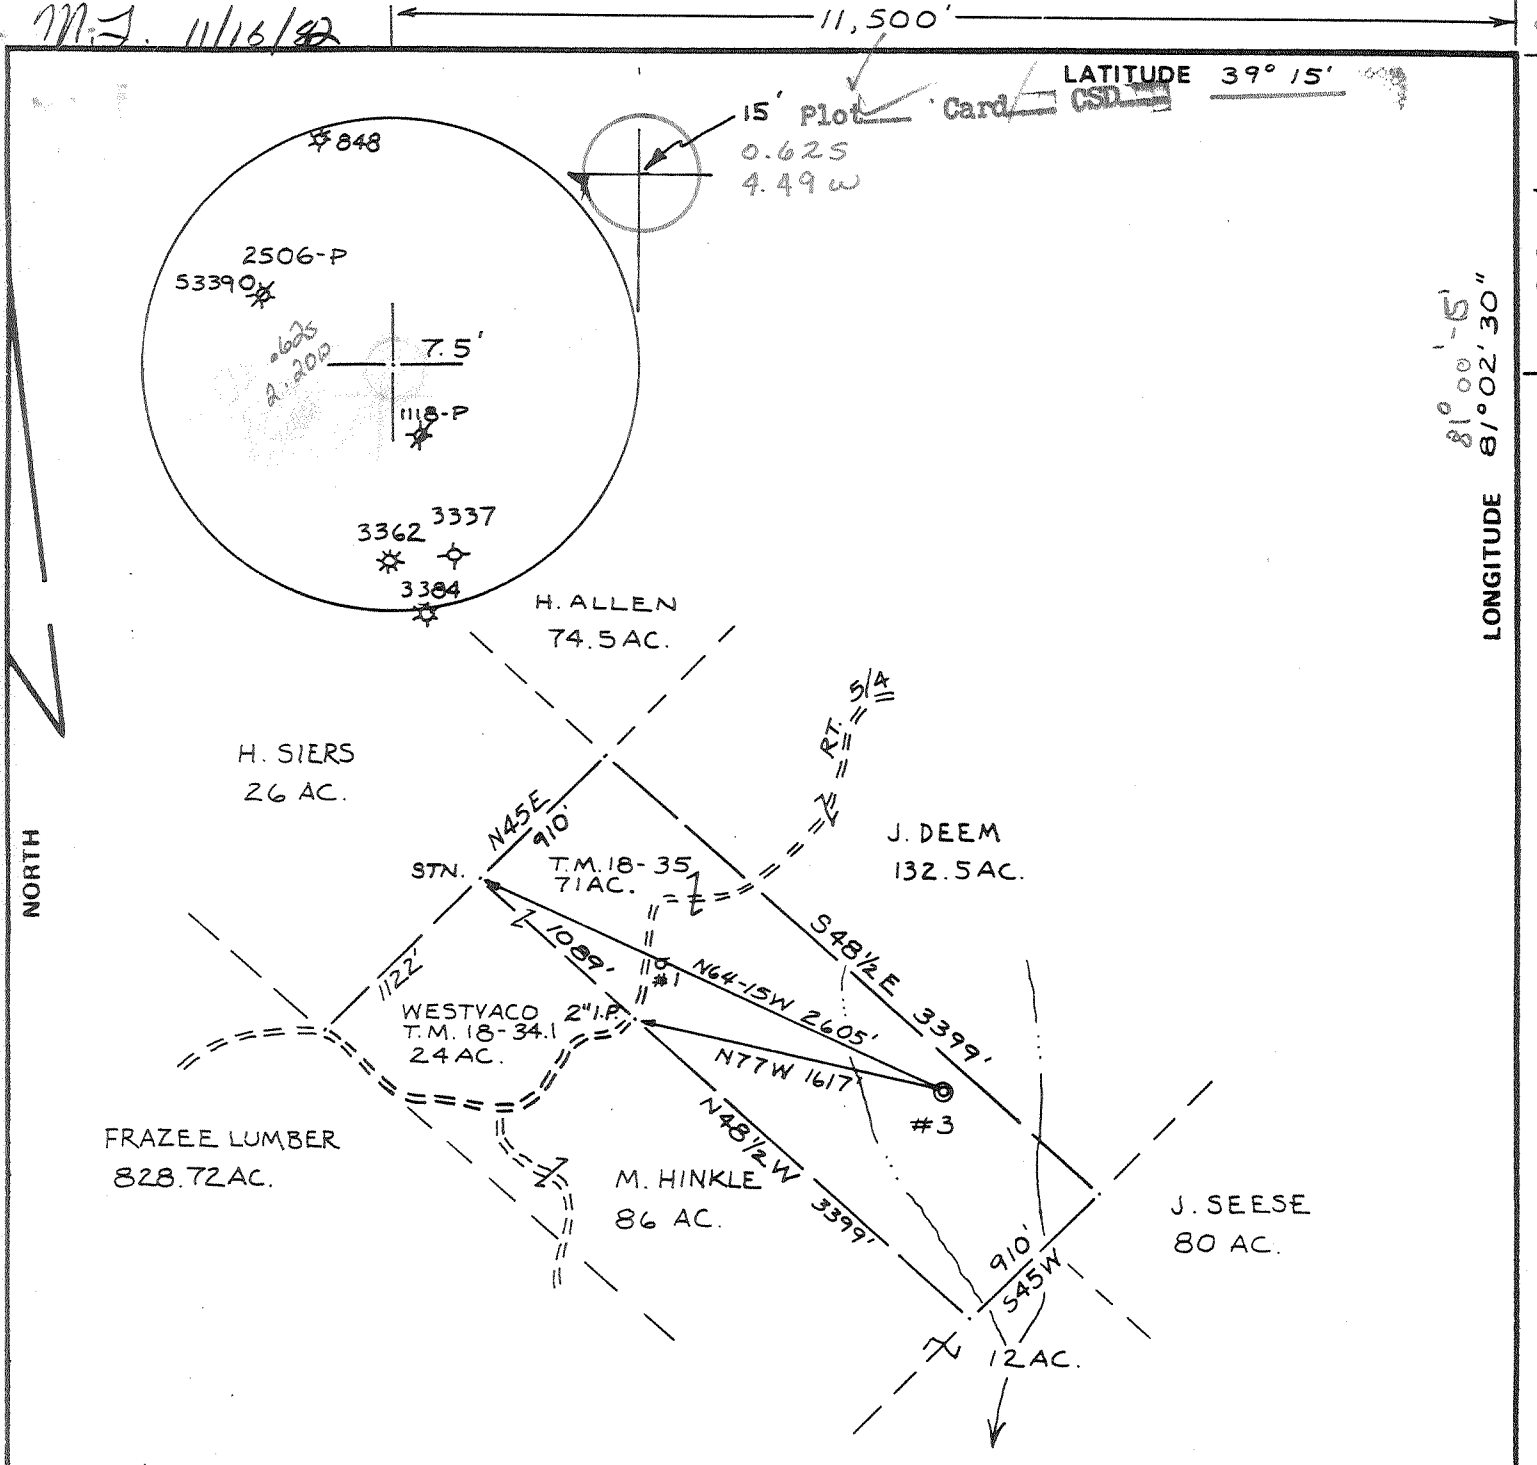 11/16/82
11,500'
LATITUDE 39° 15'
15' Plot Card CSD
0.62S
4.49 W
848
2506-P
53390
.62S
7.5'
1118-P
3362 3337
3384
81° 00' - 15'
LONGITUDE 81° 02' 30"
NORTH
H. ALLEN
74.5 AC.
H. SIERS
26 AC.
RT. 5/4
J. DEEM
132.5 AC.
N45E
910'
STN.
T.M. 18-35
71 AC.
S48½E 3399'
1122'
1089'
#1
N64-15W 2605'
WESTVACO 2" I.P.
T.M. 18-34.1
24 AC.
N77W 1617'
#3
FRAZEE LUMBER
828.72 AC.
N48½W 3399'
M. HINKLE
86 AC.
J. SEESE
80 AC.
910'
S45W
12 AC.